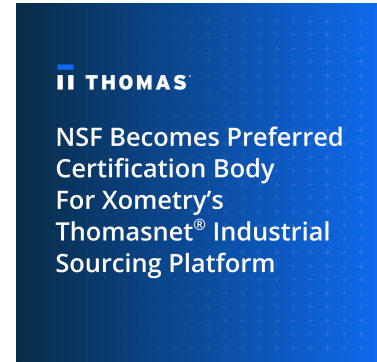 THOMAS
NSF Becomes Preferred
Certification Body
For Xometry’s
Thomasnet® Industrial
Sourcing Platform